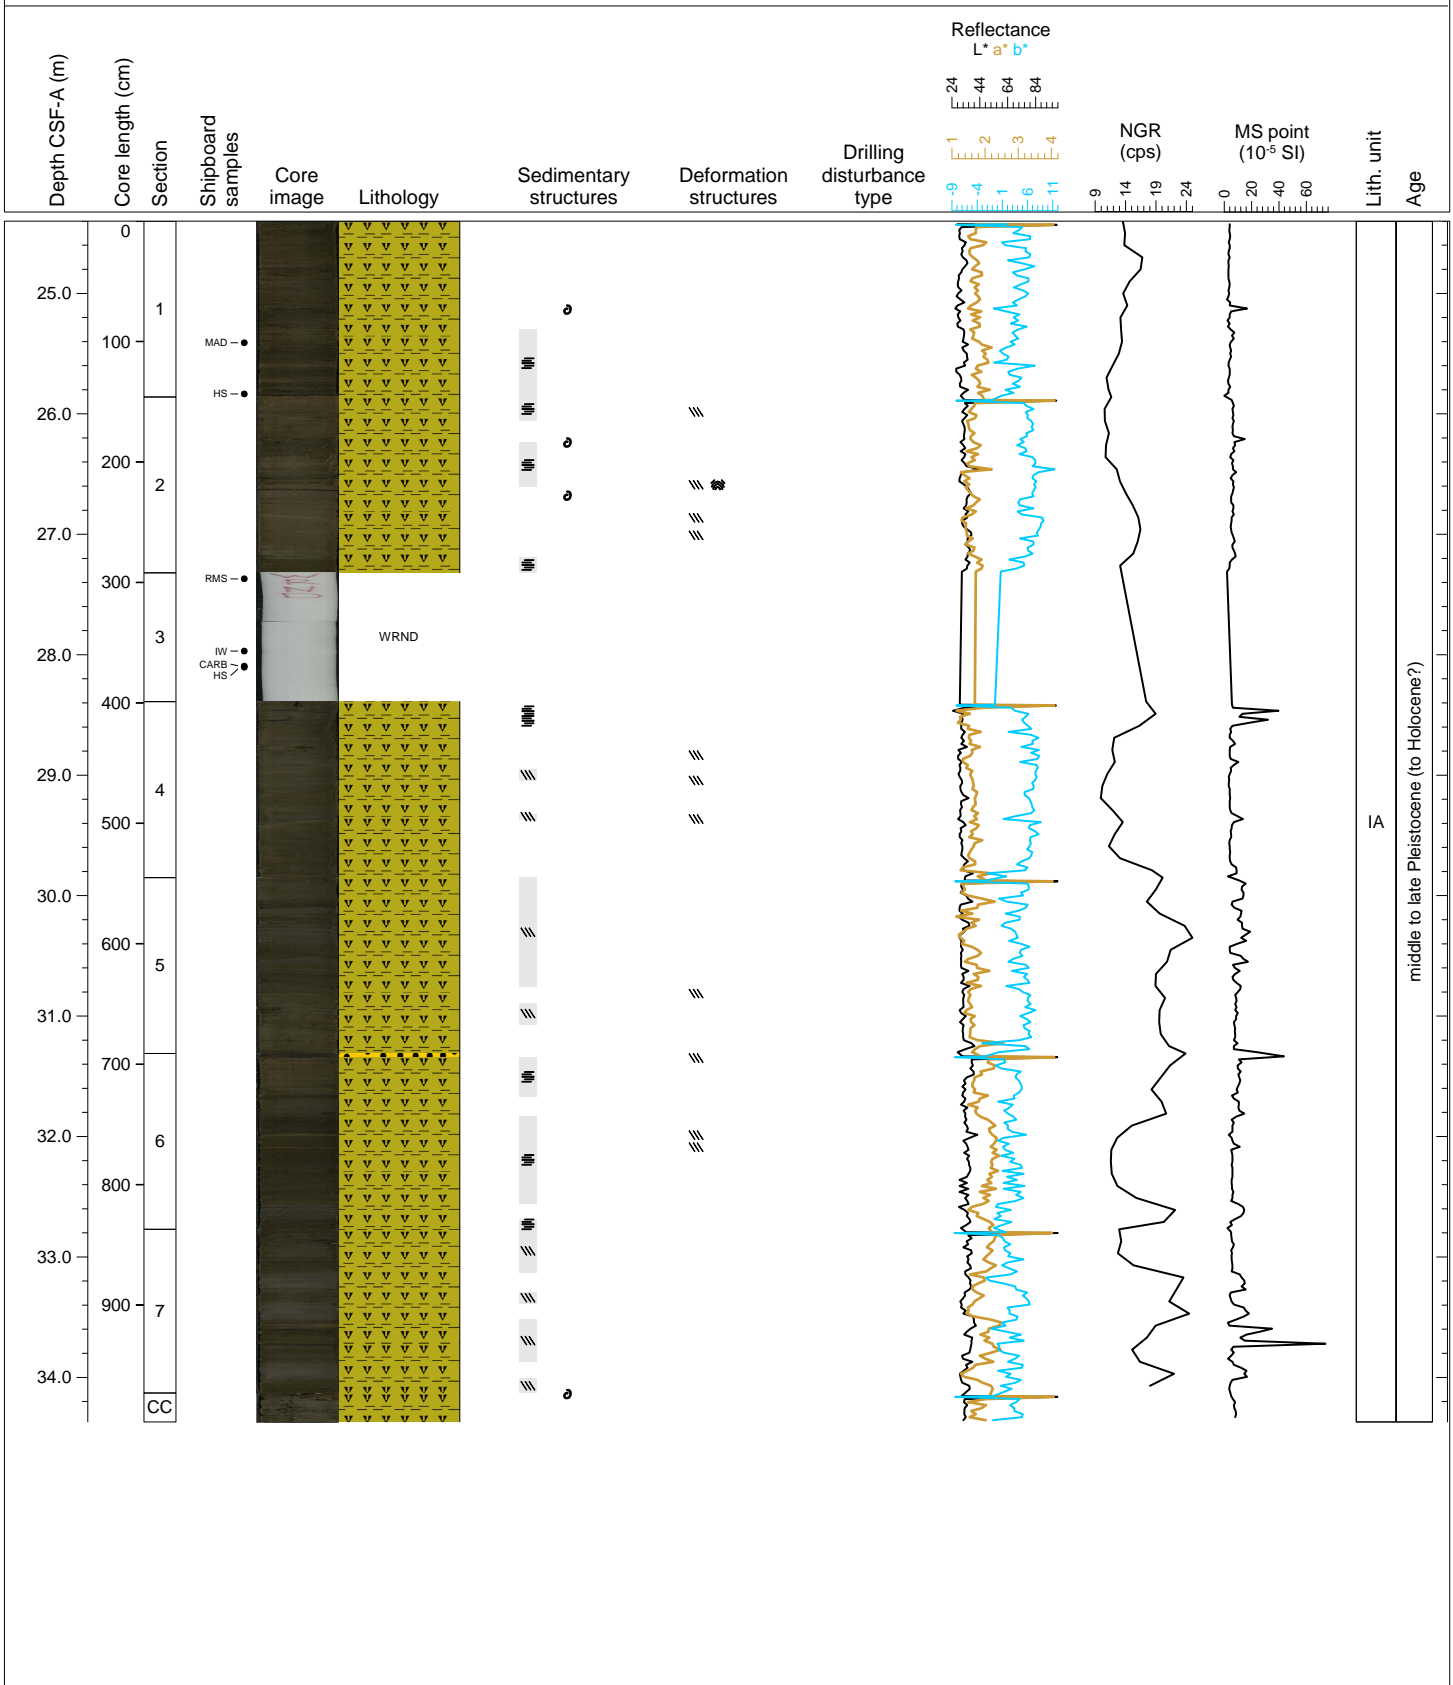 Depth CSF-A (m)
Core length (cm)
Section
Shipboard
samples
Core
image
Lithology
Sedimentary
structures
Deformation
structures
Drilling
disturbance
type
Reflectance
L* a* b*
24 44 64 84
1 2 3 4
-9 -4 1 6 11
NGR
(cps)
9 14 19 24
MS point
(10-5 SI)
0 20 40 60
Lith. unit
Age
0
25.0
1
100
MAD
HS
26.0
200
2
27.0
300
RMS
3
WRND
28.0
IW
CARB
HS
400
29.0
4
500
IA
30.0
600
5
31.0
700
32.0
6
800
33.0
900
7
34.0
CC
middle to late Pleistocene (to Holocene?)